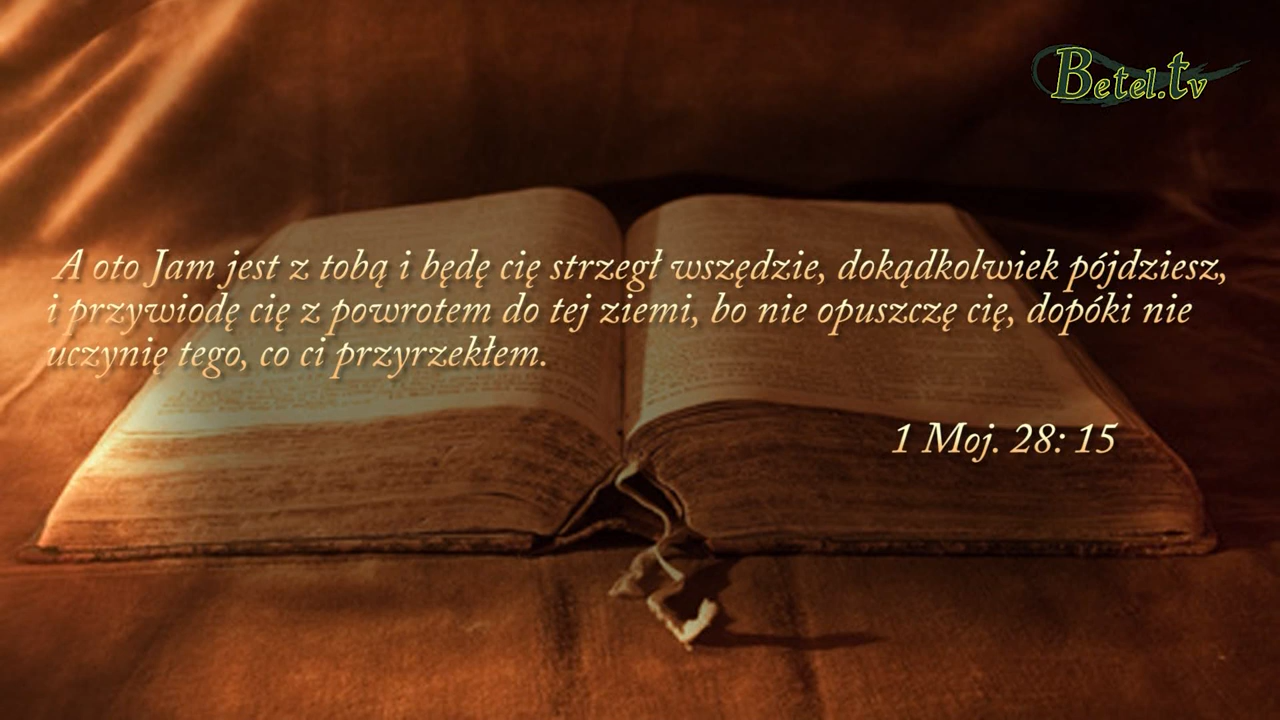 Betel.tv
A oto Jam jest z tobą i będę cię strzegł wszędzie, dokądkolwiek pójdziesz,
i przywiodę cię z powrotem do tej ziemi, bo nie opuszczę cię, dopóki nie
uczynię tego, co ci przyrzekłem.
1 Moj. 28: 15